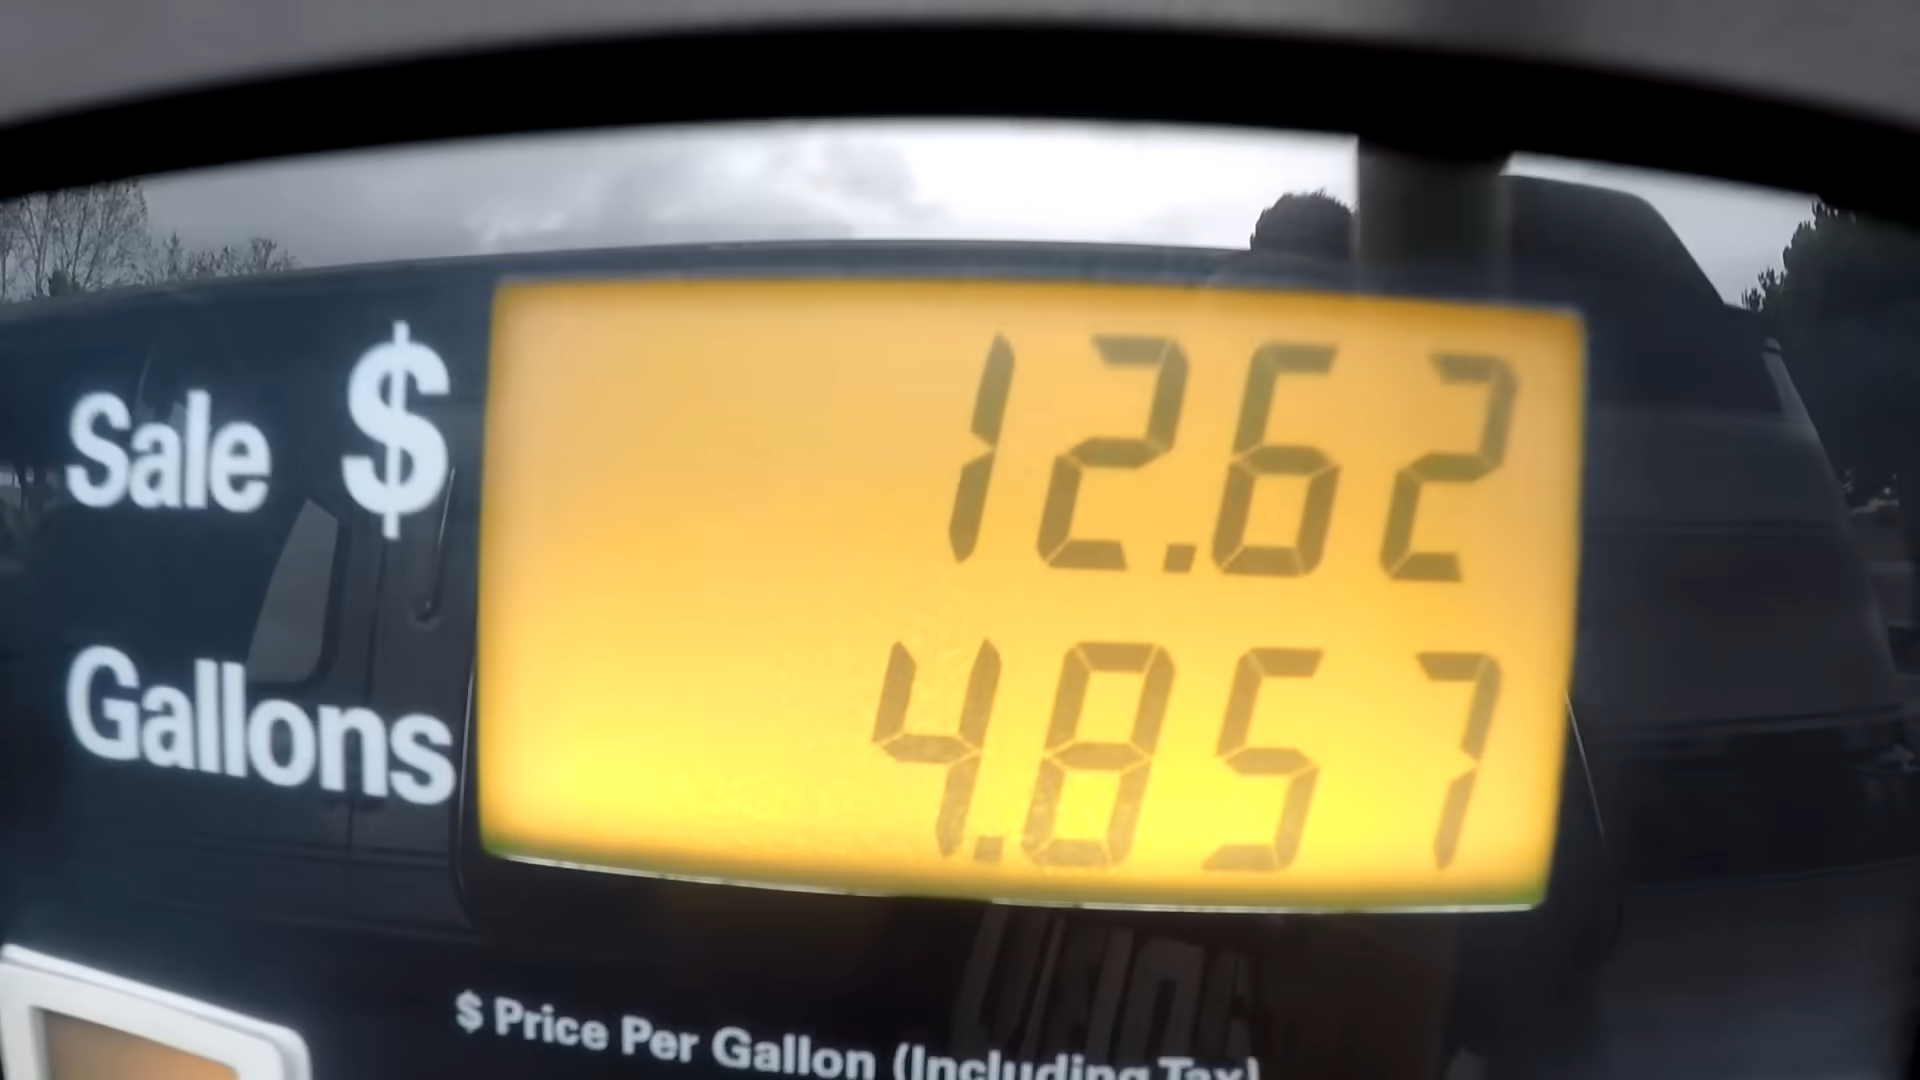 Sale $ 12.62
Gallons 4.857
$ Price Per Gallon (Including Tax)